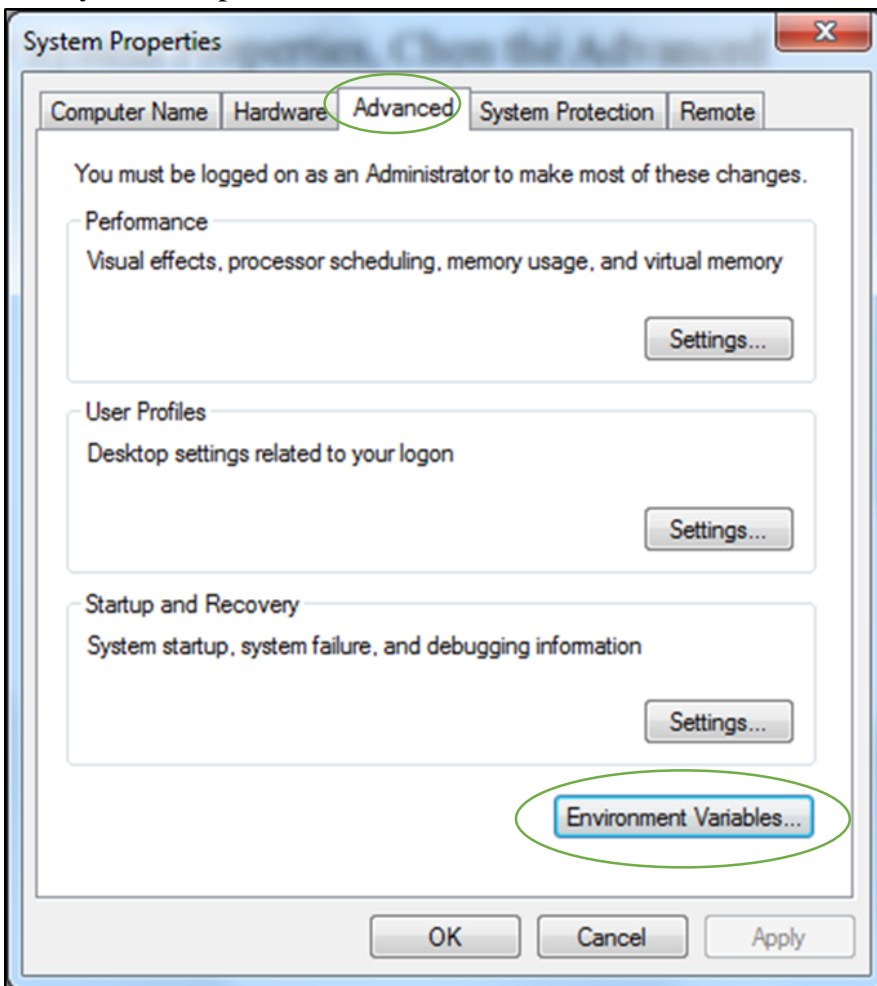 System Properties
Computer Name Hardware Advanced System Protection Remote
You must be logged on as an Administrator to make most of these changes.
Performance
Visual effects, processor scheduling, memory usage, and virtual memory
Settings...
User Profiles
Desktop settings related to your logon
Settings...
Startup and Recovery
System startup, system failure, and debugging information
Settings...
Environment Variables...
OK Cancel Apply